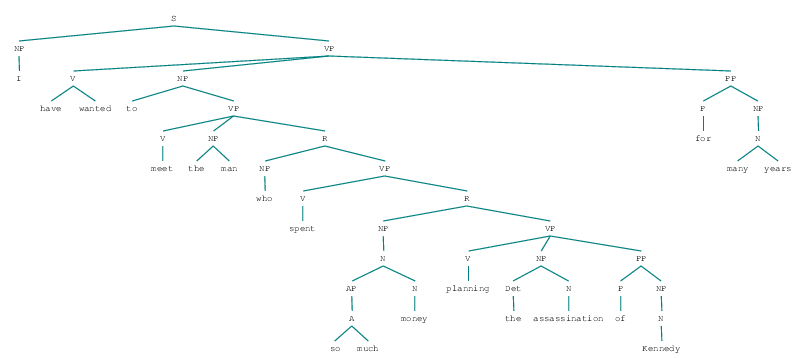 S
NP VP
I V NP PP
have wanted to VP P NP
V NP R for N
meet the man NP VP many years
who V R
spent NP VP
N V NP PP
AP N planning Det N P NP
A money the assassination of N
so much Kennedy